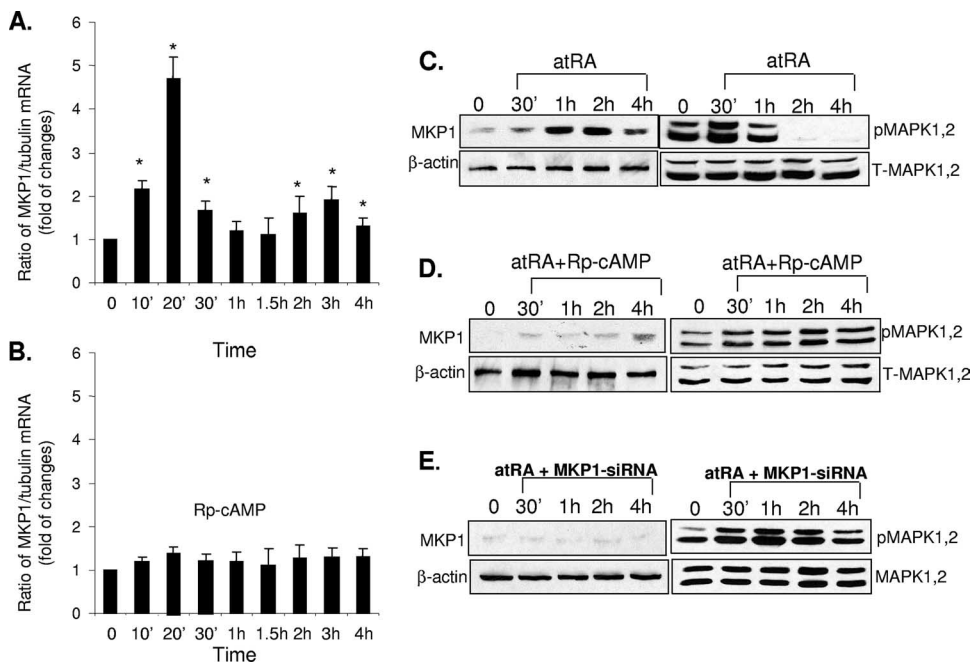 A.
Ratio of MKP1/tubulin mRNA
(fold of changes)
6
5
4
3
2
1
0
*
*
*
*
*
*
0 10’ 20’ 30’ 1h 1.5h 2h 3h 4h
Time
B.
Ratio of MKP1/tubulin mRNA
(fold of changes)
6
5
4
3
2
1
0
Rp-cAMP
0 10’ 20’ 30’ 1h 1.5h 2h 3h 4h
Time
C.
atRA atRA
0 30’ 1h 2h 4h 0 30’ 1h 2h 4h
MKP1 pMAPK1,2
β-actin T-MAPK1,2
D.
atRA+Rp-cAMP atRA+Rp-cAMP
0 30’ 1h 2h 4h 0 30’ 1h 2h 4h
MKP1 pMAPK1,2
β-actin T-MAPK1,2
E.
atRA + MKP1-siRNA atRA + MKP1-siRNA
0 30’ 1h 2h 4h 0 30’ 1h 2h 4h
MKP1 pMAPK1,2
β-actin MAPK1,2